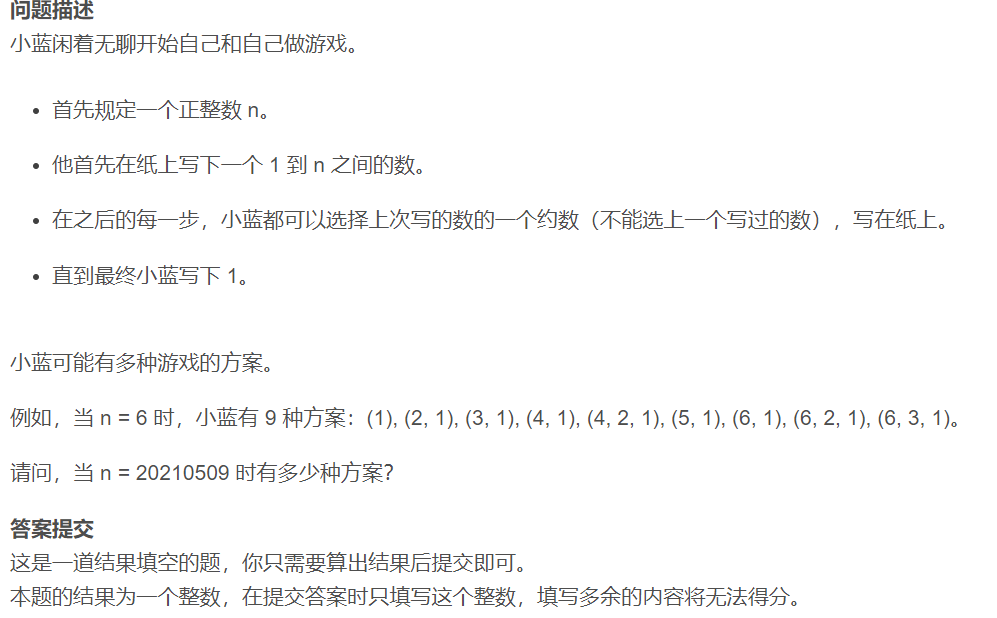 问题描述
小蓝闲着无聊开始自己和自己做游戏。
• 首先规定一个正整数 n。
• 他首先在纸上写下一个 1 到 n 之间的数。
• 在之后的每一步，小蓝都可以选择上次写的数的一个约数（不能选上一个写过的数），写在纸上。
• 直到最终小蓝写下 1。
小蓝可能有多种游戏的方案。
例如，当 n = 6 时，小蓝有 9 种方案：(1), (2, 1), (3, 1), (4, 1), (4, 2, 1), (5, 1), (6, 1), (6, 2, 1), (6, 3, 1)。
请问，当 n = 20210509 时有多少种方案？
答案提交
这是一道结果填空的题，你只需要算出结果后提交即可。
本题的结果为一个整数，在提交答案时只填写这个整数，填写多余的内容将无法得分。